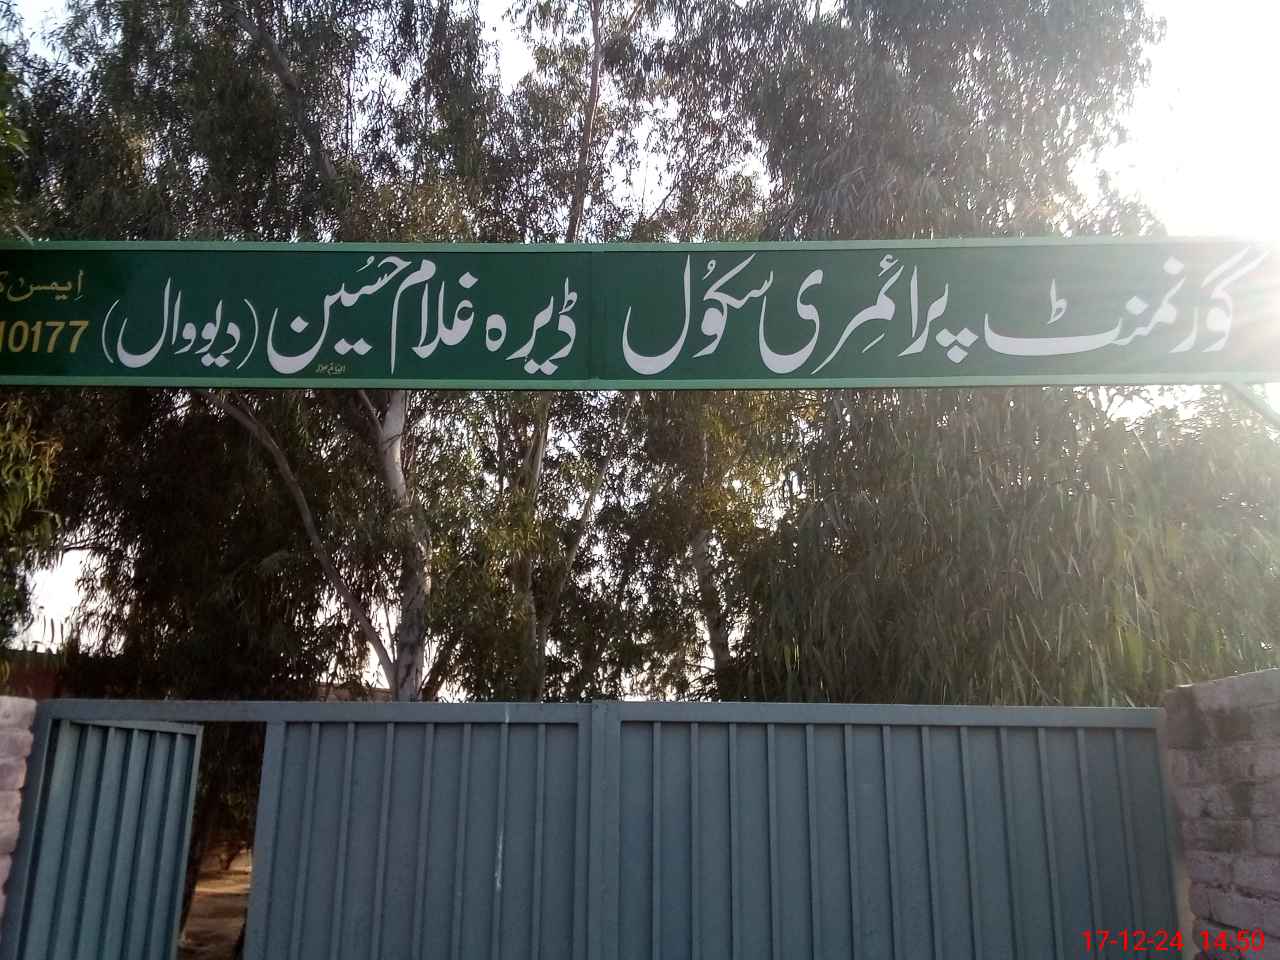 گورنمنٹ پرائمری سکول ڈیرہ غلام حسین (دیووال)
10177
17-12-24 14:50